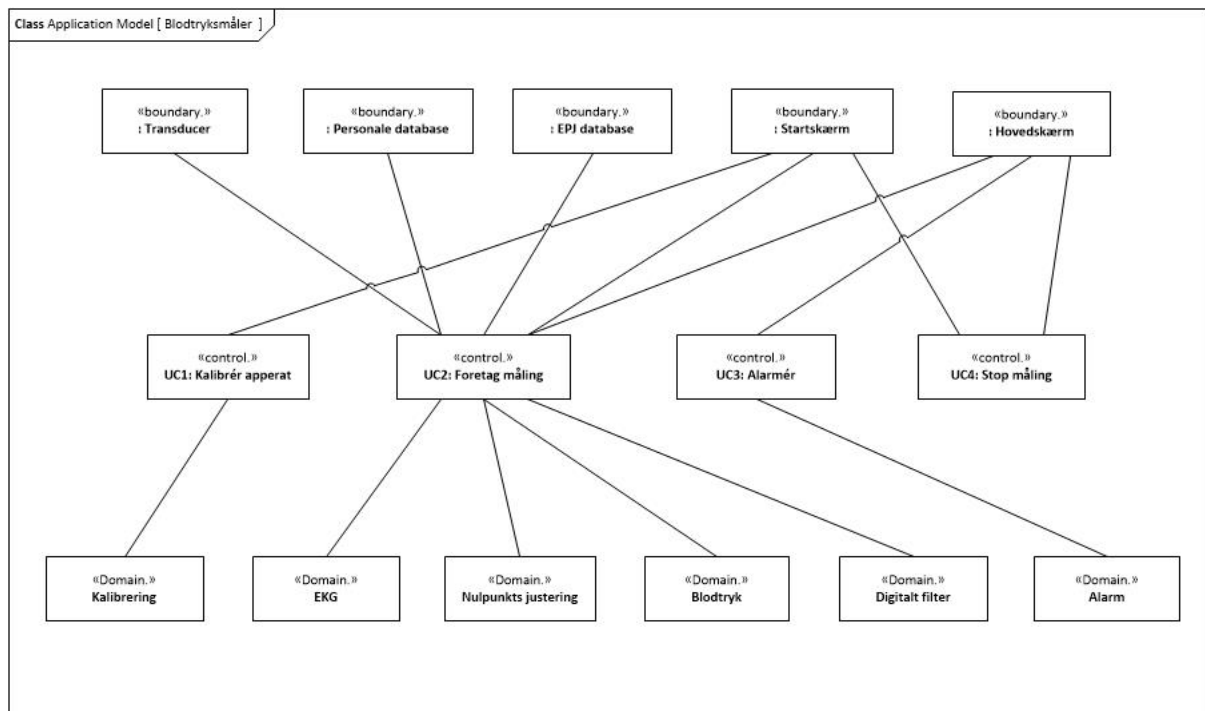 Class Application Model [ Blodtryksmåler ]
«boundary.»
: Transducer
«boundary.»
: Personale database
«boundary.»
: EPJ database
«boundary.»
: Startskærm
«boundary.»
: Hovedskærm
«control.»
UC1: Kalibrér apperat
«control.»
UC2: Foretag måling
«control.»
UC3: Alarmér
«control.»
UC4: Stop måling
«Domain.»
Kalibrering
«Domain.»
EKG
«Domain.»
Nulpunkts justering
«Domain.»
Blodtryk
«Domain.»
Digitalt filter
«Domain.»
Alarm